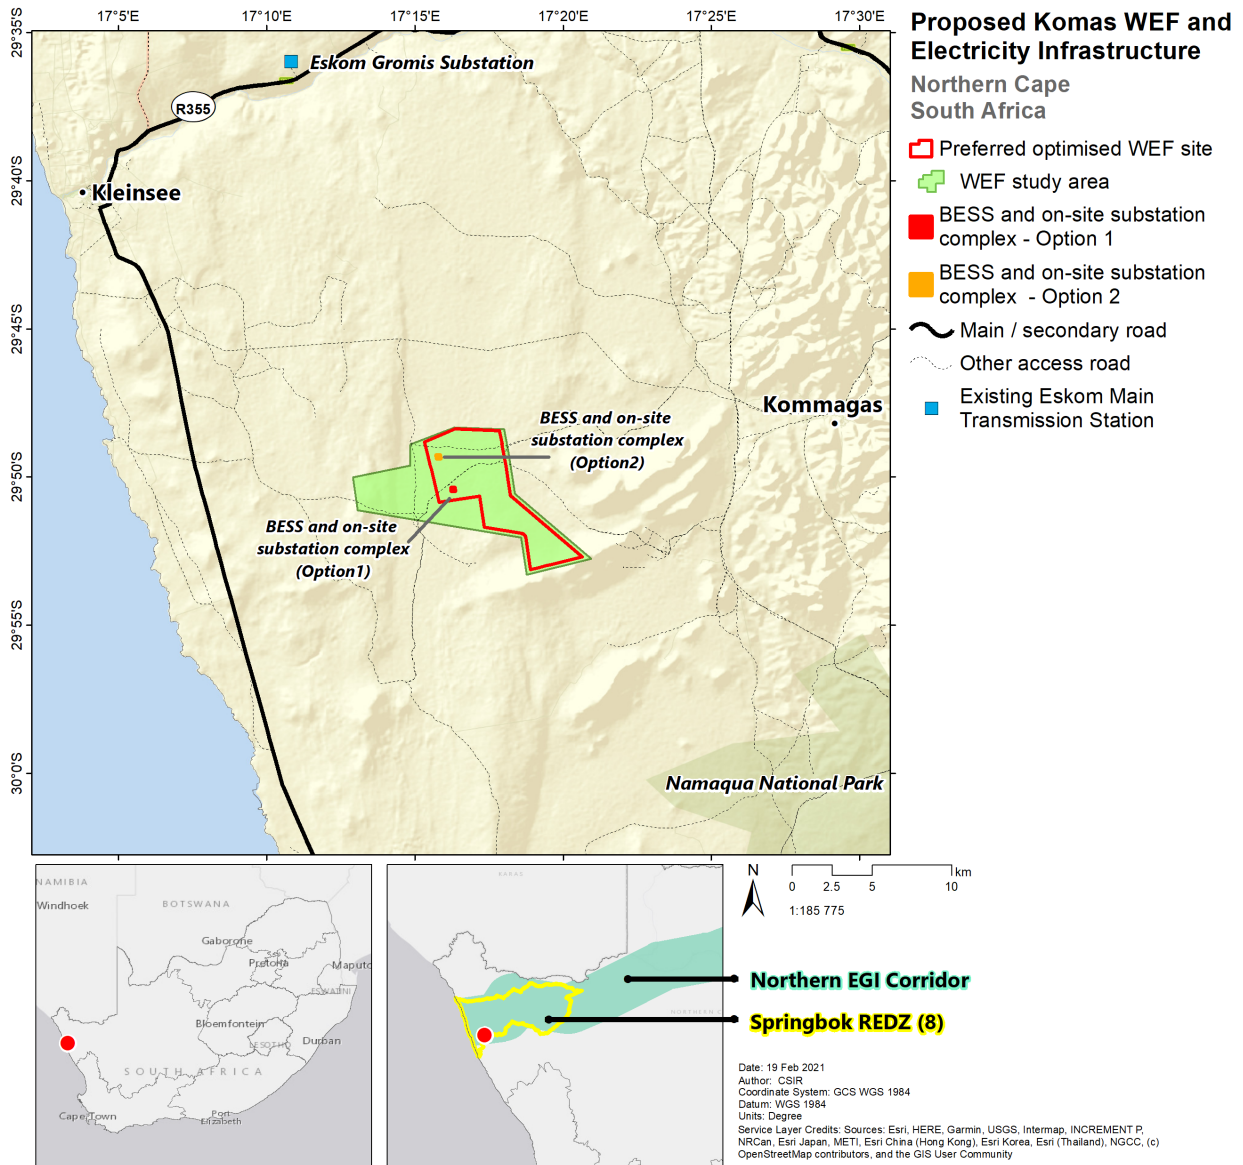 17°5'E
17°10'E
17°15'E
17°20'E
17°25'E
17°30'E
29°35'S
29°40'S
29°45'S
29°50'S
29°55'S
30°0'S
Eskom Gromis Substation
R355
Kleinsee
Kommagas
BESS and on-site
substation complex
(Option2)
BESS and on-site
substation complex
(Option1)
Namaqua National Park
Proposed Komas WEF and
Electricity Infrastructure
Northern Cape
South Africa
Preferred optimised WEF site
WEF study area
BESS and on-site substation
complex - Option 1
BESS and on-site substation
complex - Option 2
Main / secondary road
Other access road
Existing Eskom Main
Transmission Station
NAMIBIA
Windhoek
BOTSWANA
Gaborone
Pretoria
Maputo
ESWATINI
Bloemfontein
LESOTHO
Durban
SOUTH AFRICA
Cape Town
Port
Elizabeth
KARAS
NORTHERN C
N
0 2.5 5 10
km
1:185 775
Northern EGI Corridor
Springbok REDZ (8)
Date: 19 Feb 2021
Author: CSIR
Coordinate System: GCS WGS 1984
Datum: WGS 1984
Units: Degree
Service Layer Credits: Sources: Esri, HERE, Garmin, USGS, Intermap, INCREMENT P,
NRCan, Esri Japan, METI, Esri China (Hong Kong), Esri Korea, Esri (Thailand), NGCC, (c)
OpenStreetMap contributors, and the GIS User Community